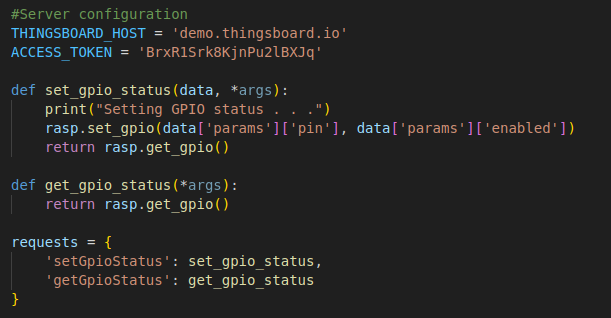 #Server configuration
THINGSBOARD_HOST = 'demo.thingsboard.io'
ACCESS_TOKEN = 'BrxR1Srk8KjnPu2lBXJq'

def set_gpio_status(data, *args):
    print("Setting GPIO status . . .")
    rasp.set_gpio(data['params']['pin'], data['params']['enabled'])
    return rasp.get_gpio()

def get_gpio_status(*args):
    return rasp.get_gpio()

requests = {
    'setGpioStatus': set_gpio_status,
    'getGpioStatus': get_gpio_status
}